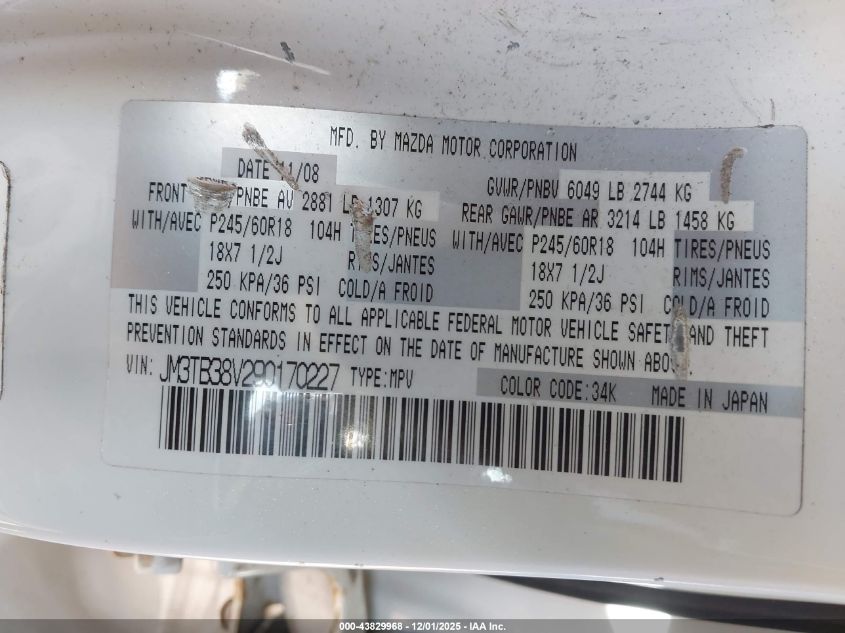 MFD. BY MAZDA MOTOR CORPORATION
DATE 11/08 GVWR/PNBV 6049 LB 2744 KG
FRONT /PNBE AV 2881 LB 1307 KG REAR GAWR/PNBE AR 3214 LB 1458 KG
WITH/AVEC P245/60R18 104H TIRES/PNEUS WITH/AVEC P245/60R18 104H TIRES/PNEUS
18X7 1/2J RIMS/JANTES 18X7 1/2J RIMS/JANTES
250 KPA/36 PSI COLD/A FROID 250 KPA/36 PSI COLD/A FROID
THIS VEHICLE CONFORMS TO ALL APPLICABLE FEDERAL MOTOR VEHICLE SAFETY AND THEFT
PREVENTION STANDARDS IN EFFECT ON THE DATE OF MANUFACTURE SHOWN ABOVE.
VIN: JM3TB38V290170227 TYPE:MPV COLOR CODE:34K MADE IN JAPAN
000-43829968 • 12/01/2025 • IAA Inc.